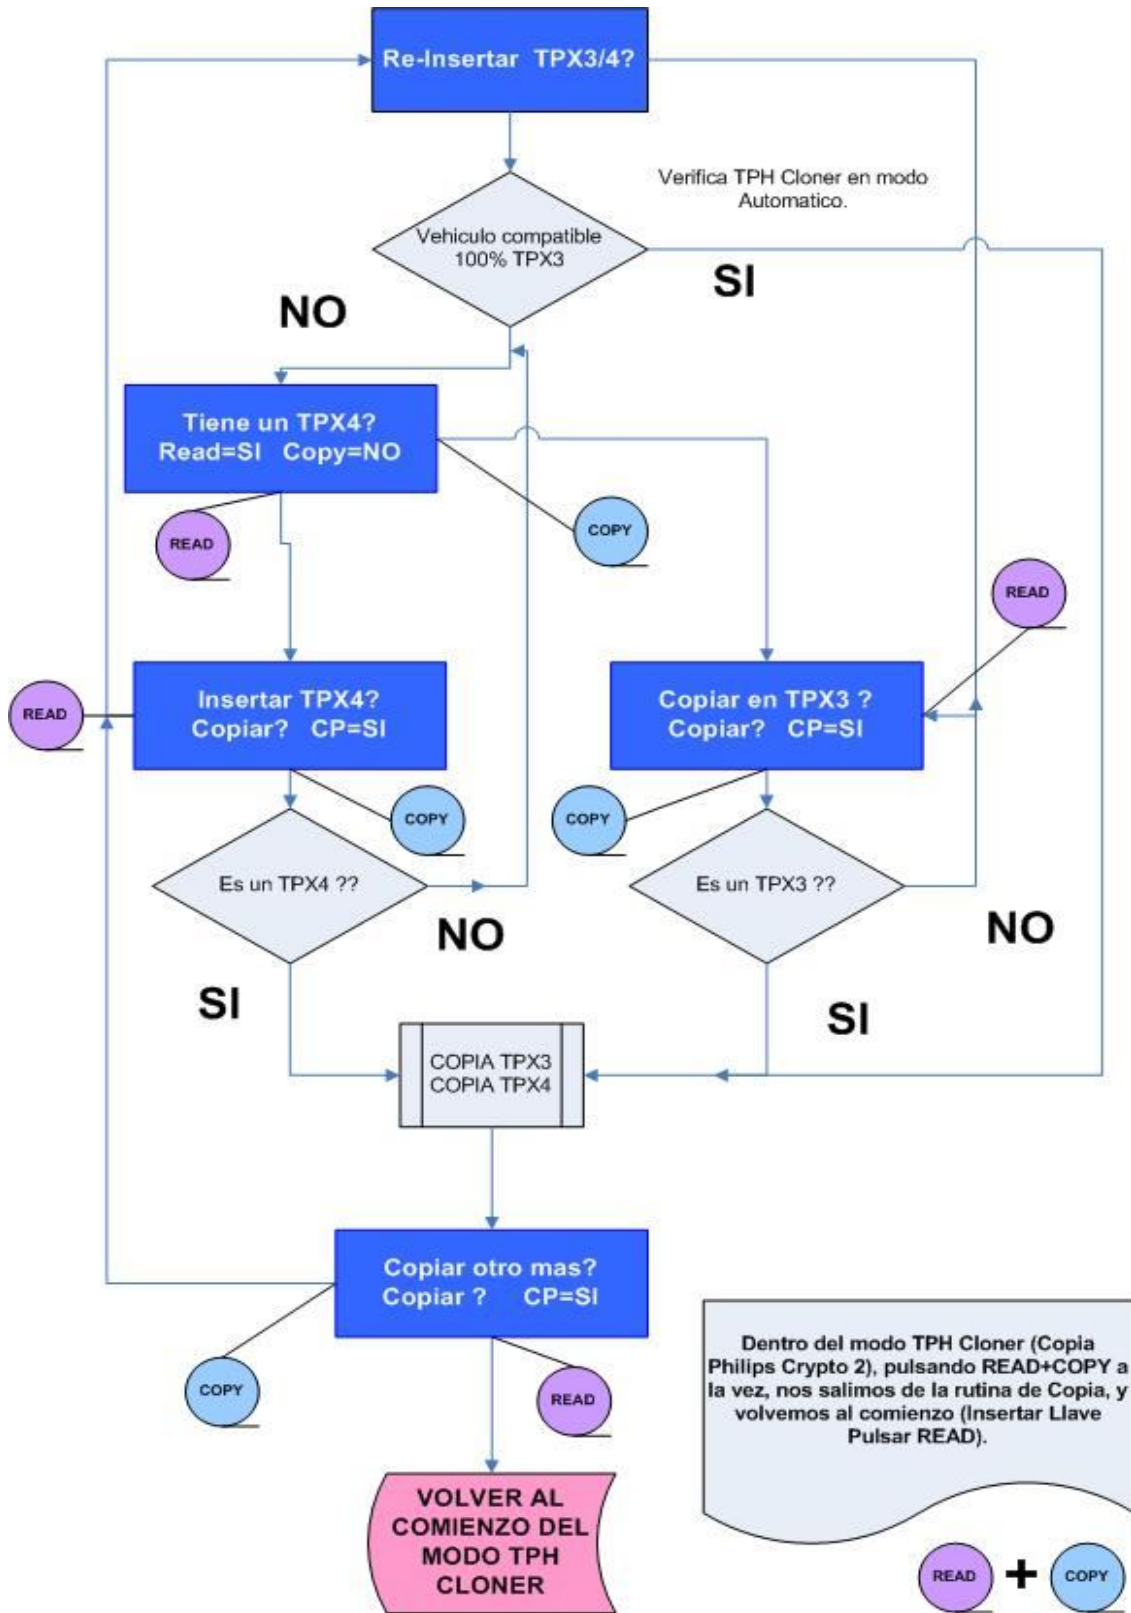 Re-Insertar TPX3/4?
Verifica TPH Cloner en modo
Automatico.
Vehiculo compatible
100% TPX3
SI
NO
Tiene un TPX4?
Read=SI Copy=NO
READ
COPY
READ
READ
Insertar TPX4?
Copiar? CP=SI
Copiar en TPX3 ?
Copiar? CP=SI
COPY
COPY
Es un TPX4 ??
Es un TPX3 ??
NO
NO
SI
SI
COPIA TPX3
COPIA TPX4
Copiar otro mas?
Copiar ? CP=SI
COPY
READ
Dentro del modo TPH Cloner (Copia
Philips Crypto 2), pulsando READ+COPY a
la vez, nos salimos de la rutina de Copia, y
volvemos al comienzo (Insertar Llave
Pulsar READ).
VOLVER AL
COMIENZO DEL
MODO TPH
CLONER
READ + COPY